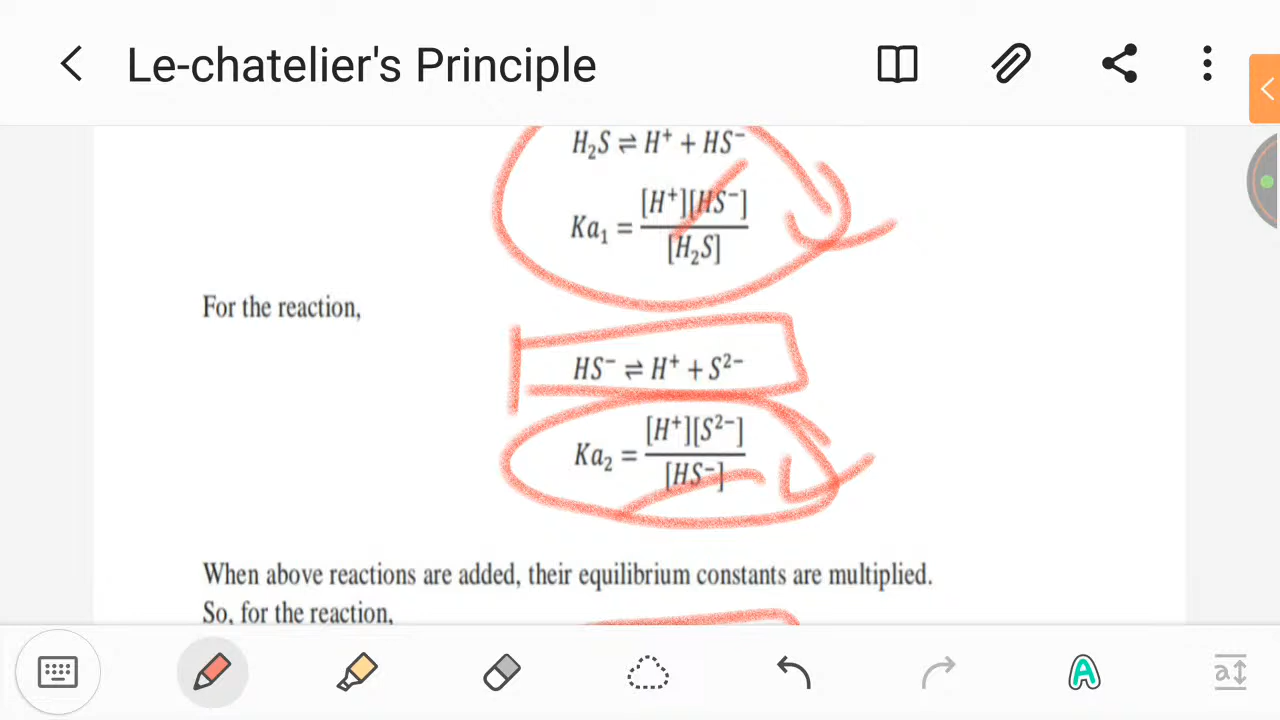 Le-chatelier's Principle
H₂S ⇌ H⁺ + HS⁻
Ka₁ = [H⁺][HS⁻] / [H₂S]
For the reaction,
HS⁻ ⇌ H⁺ + S²⁻
Ka₂ = [H⁺][S²⁻] / [HS⁻]
When above reactions are added, their equilibrium constants are multiplied.
So, for the reaction,
A a